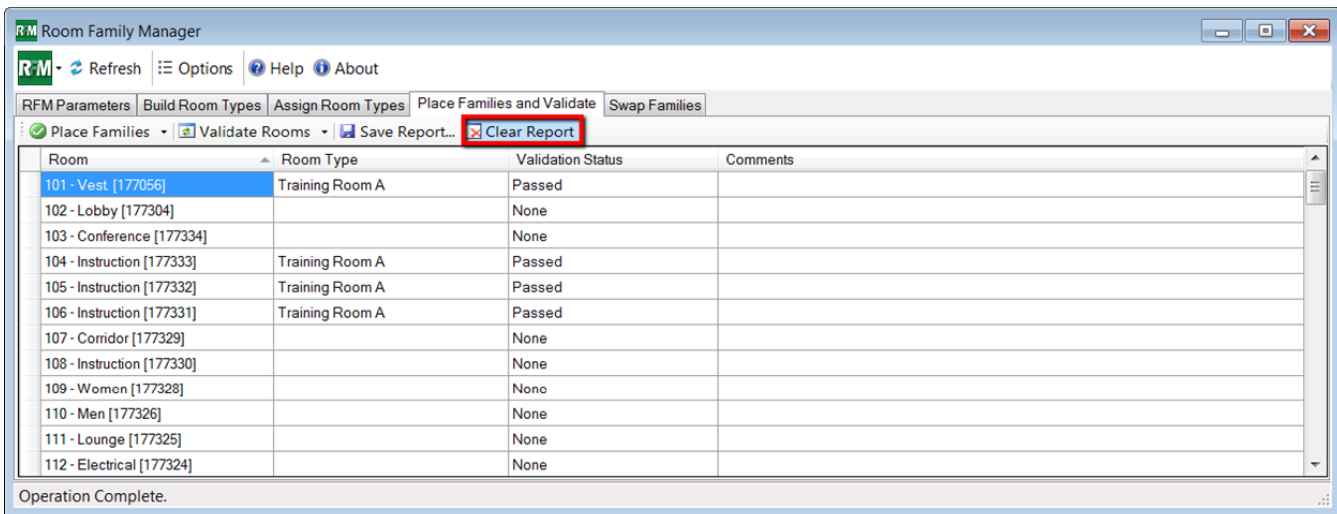 RFM Room Family Manager
RFM Refresh Options Help About
RFM Parameters Build Room Types Assign Room Types Place Families and Validate Swap Families
Place Families Validate Rooms Save Report... Clear Report
Room Room Type Validation Status Comments
101 - Vest. [177056] Training Room A Passed
102 - Lobby [177304] None
103 - Conference [177334] None
104 - Instruction [177333] Training Room A Passed
105 - Instruction [177332] Training Room A Passed
106 - Instruction [177331] Training Room A Passed
107 - Corridor [177329] None
108 - Instruction [177330] None
109 - Women [177328] None
110 - Men [177326] None
111 - Lounge [177325] None
112 - Electrical [177324] None
Operation Complete.